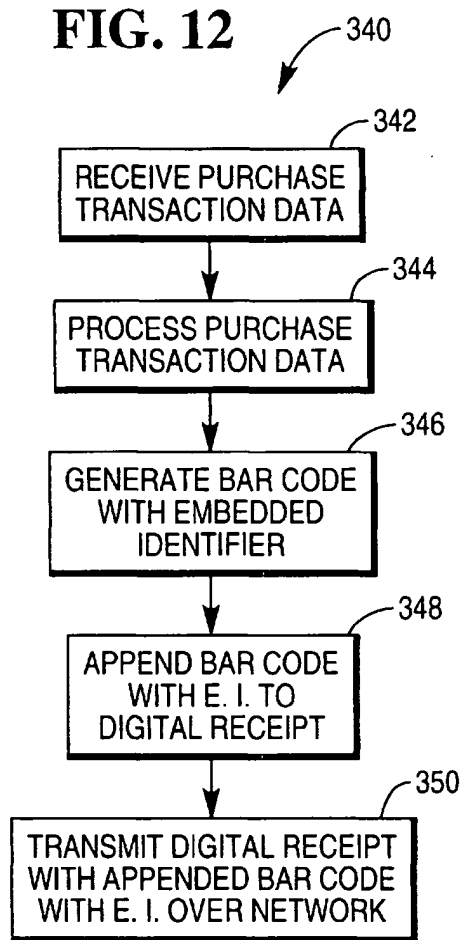 FIG. 12
340
342
RECEIVE PURCHASE
TRANSACTION DATA
344
PROCESS PURCHASE
TRANSACTION DATA
346
GENERATE BAR CODE
WITH EMBEDDED
IDENTIFIER
348
APPEND BAR CODE
WITH E. I. TO
DIGITAL RECEIPT
350
TRANSMIT DIGITAL RECEIPT
WITH APPENDED BAR CODE
WITH E. I. OVER NETWORK